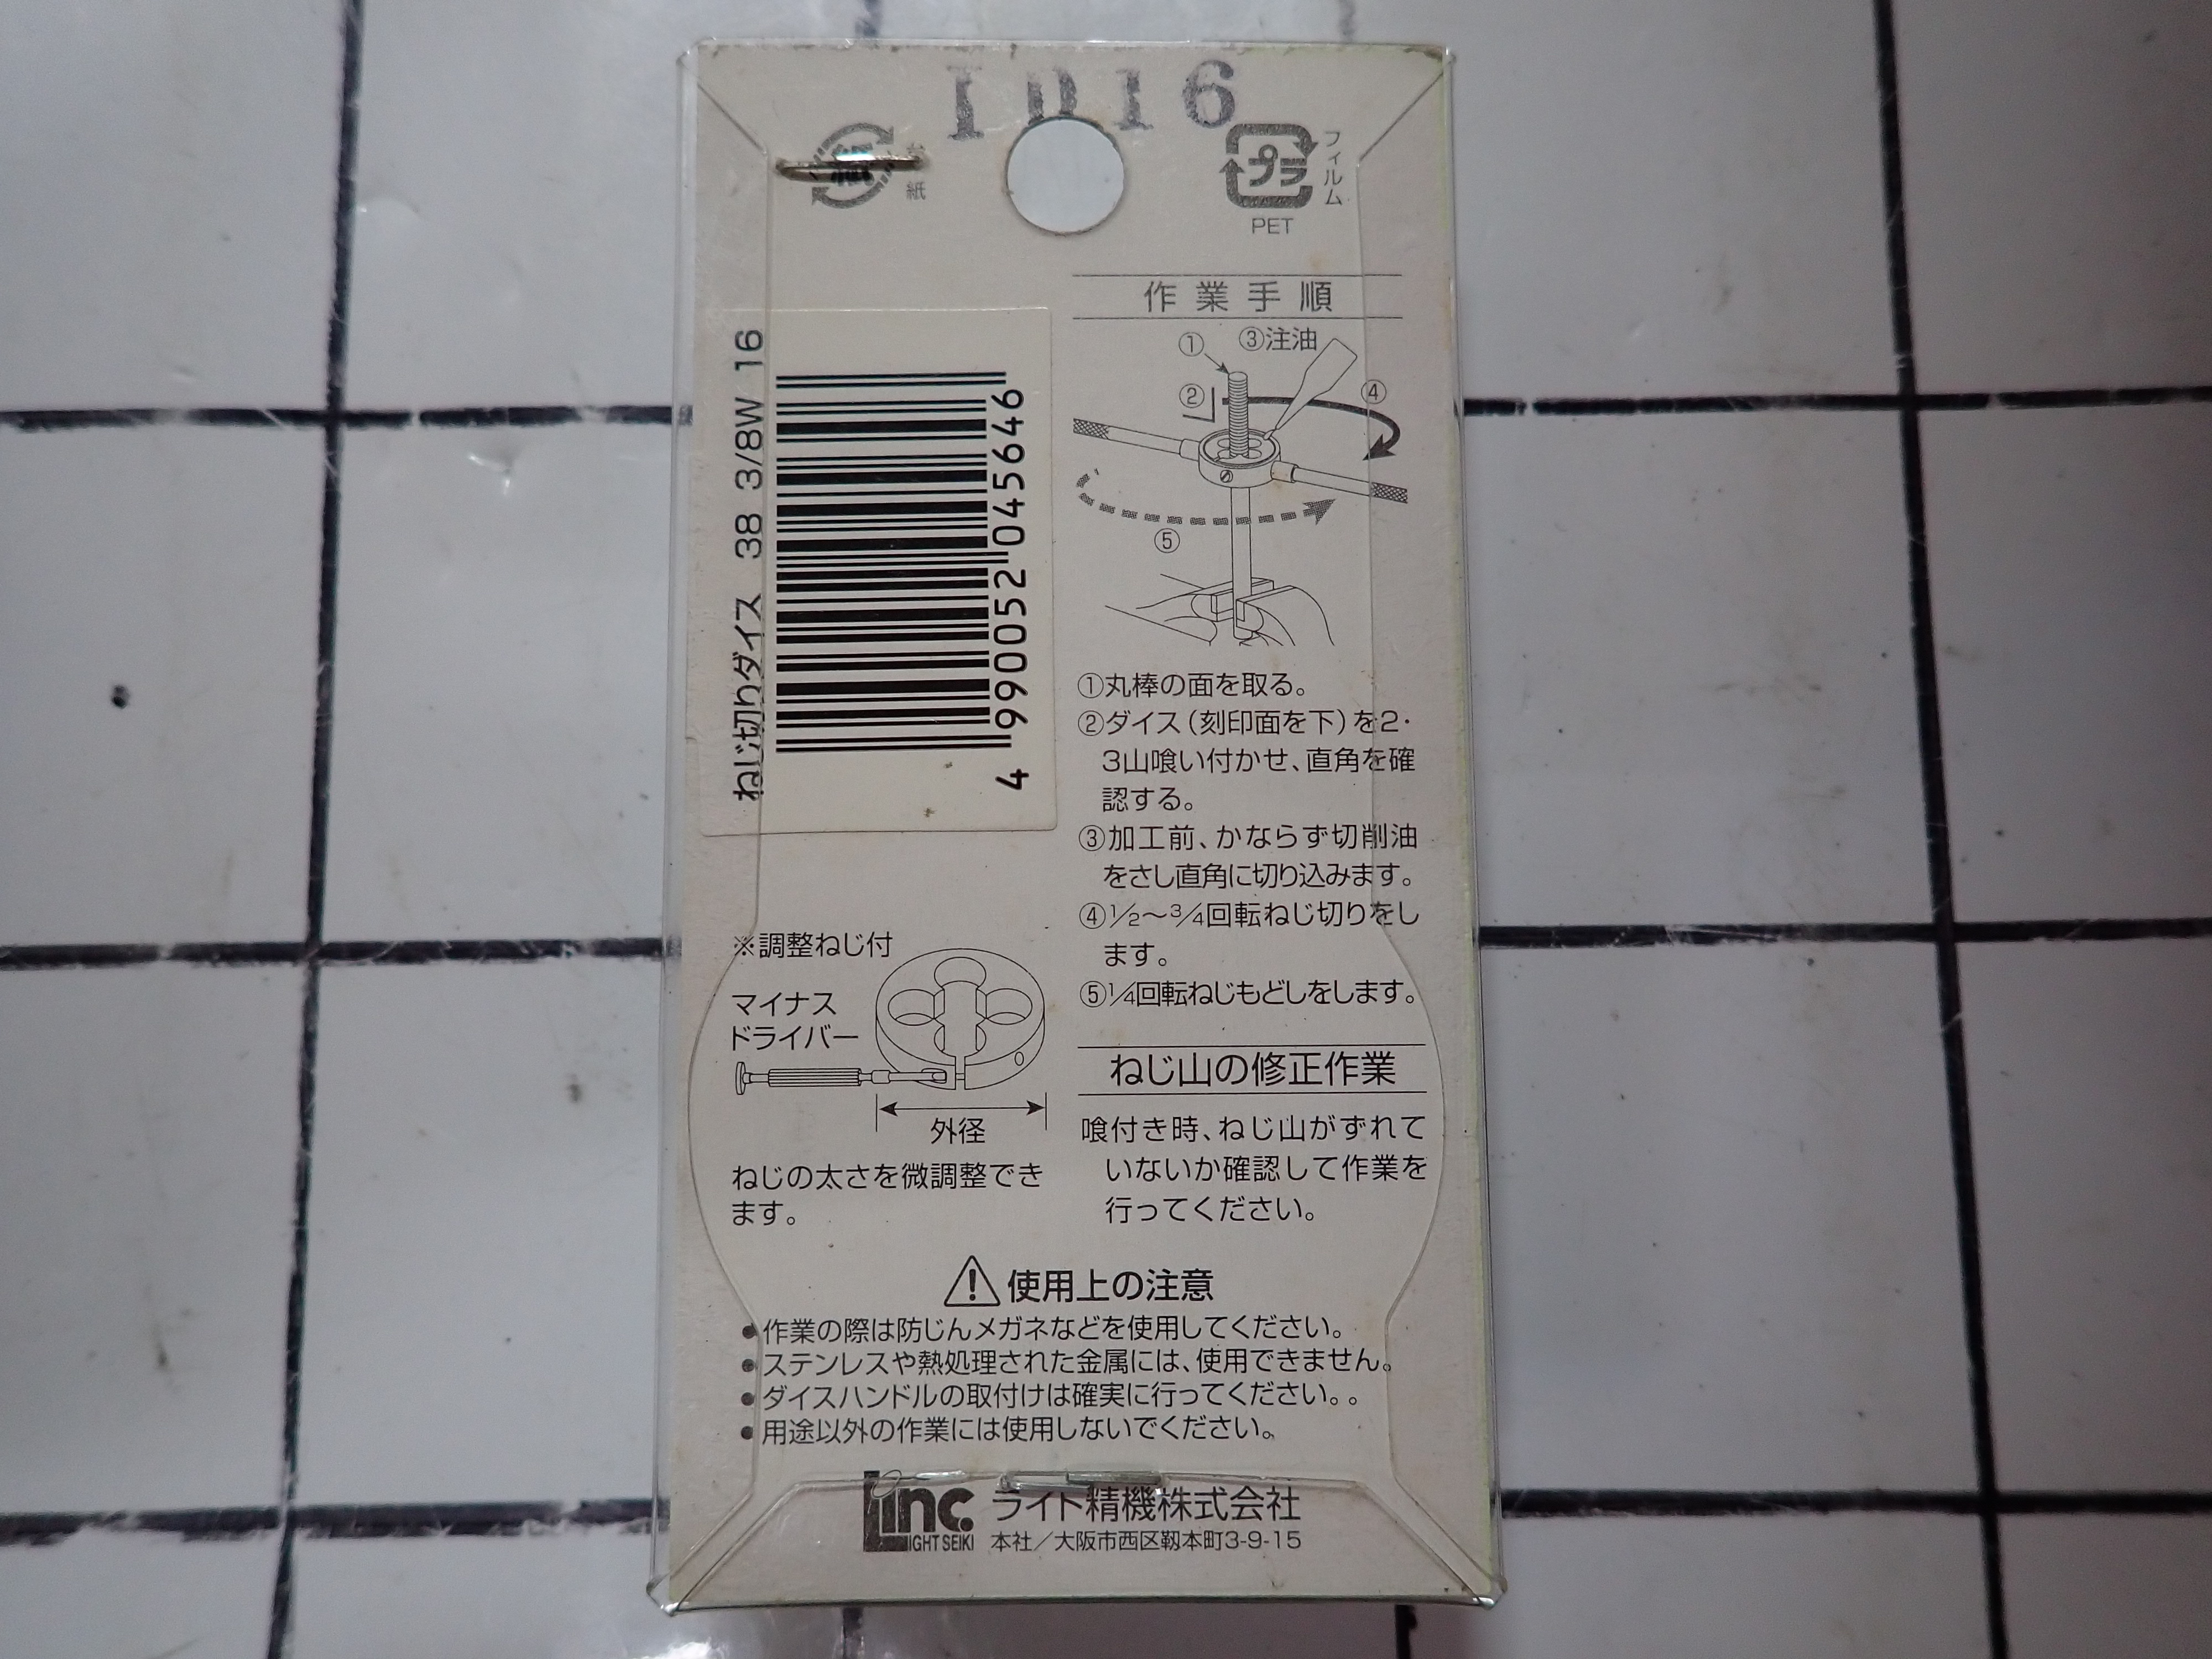 1016
台紙
プラ
フィルム
PET
ねじ切りダイス 38 3/8W 16
4 990052 045646
作業手順
①
③注油
②
④
⑤
①丸棒の面を取る。
②ダイス(刻印面を下)を2・
3山喰い付かせ、直角を確
認する。
③加工前、かならず切削油
をさし直角に切り込みます。
④1/2～3/4回転ねじ切りをし
ます。
⑤1/4回転ねじもどしをします。
※調整ねじ付
マイナス
ドライバー
外径
ねじの太さを微調整でき
ます。
ねじ山の修正作業
喰付き時、ねじ山がずれて
いないか確認して作業を
行ってください。
使用上の注意
●作業の際は防じんメガネなどを使用してください。
●ステンレスや熱処理された金属には、使用できません。
●ダイスハンドルの取付けは確実に行ってください。。
●用途以外の作業には使用しないでください。
Linc.
LIGHT SEIKI
ライト精機株式会社
本社／大阪市西区靱本町3-9-15